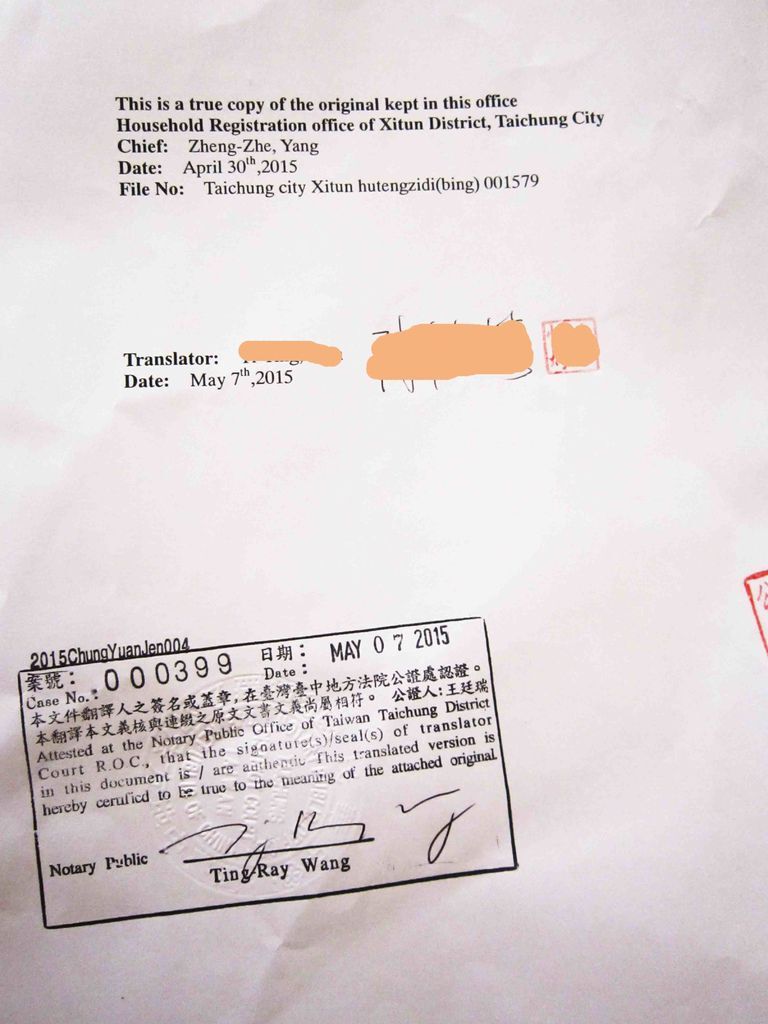 This is a true copy of the original kept in this office
Household Registration office of Xitun District, Taichung City
Chief: Zheng-Zhe, Yang
Date: April 30th,2015
File No: Taichung city Xitun hutengzidi(bing) 001579
Translator:
Date: May 7th,2015
2015ChungYuanJen004
案號: 000399 日期: MAY 07 2015
Case No.: Date:
本文件翻譯人之簽名或蓋章,在臺灣臺中地方法院公證處認證。
本翻譯本文義核與連綴之原文文書文義尚屬相符。 公證人:王廷瑞
Attested at the Notary Public Office of Taiwan Taichung District
Court R.O.C., that the signature(s)/seal(s) of translator
in this document is / are authentic This translated version is
hereby certified to be true to the meaning of the attached original.
Notary Public
Ting-Ray Wang